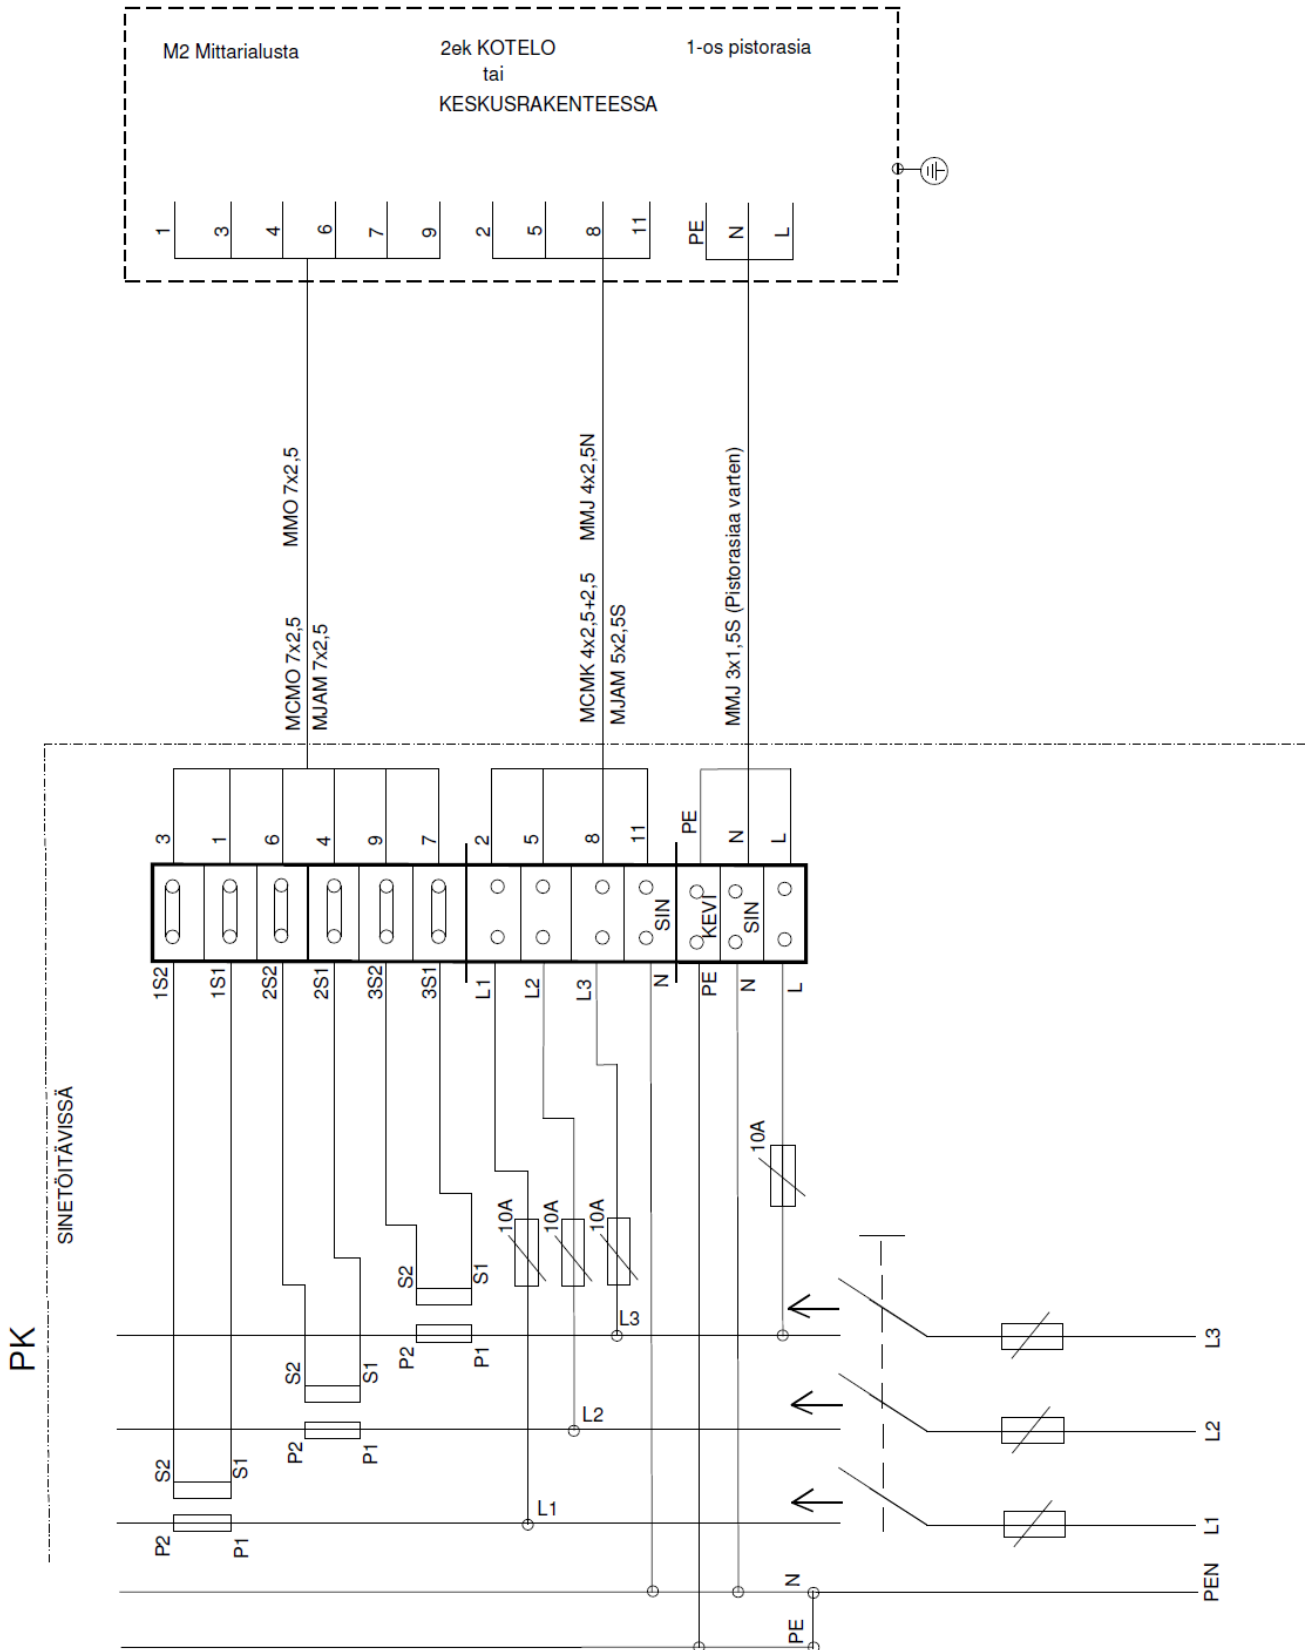 M2 Mittarialusta
2ek KOTELO
tai
KESKUSRAKENTEESSA
1-os pistorasia
1 3 4 6 7 9 2 5 8 11 PE N L
MMO 7x2,5
MCMO 7x2,5
MJAM 7x2,5
MMJ 4x2,5N
MCMK 4x2,5+2,5
MJAM 5x2,5S
MMJ 3x1,5S (Pistorasiaa varten)
3 1 6 4 9 7 2 5 8 11 PE N L
SIN KEVI SIN
1S2 1S1 2S2 2S1 3S2 3S1 L1 L2 L3 N PE N L
SINETÖITÄVISSÄ
PK
10A
10A 10A 10A
S2 S1
L3
P2 P1
L3
S2 S1
L2
P2 P1
L2
S2 S1
L1
P2 P1
L1
N
PEN
PE